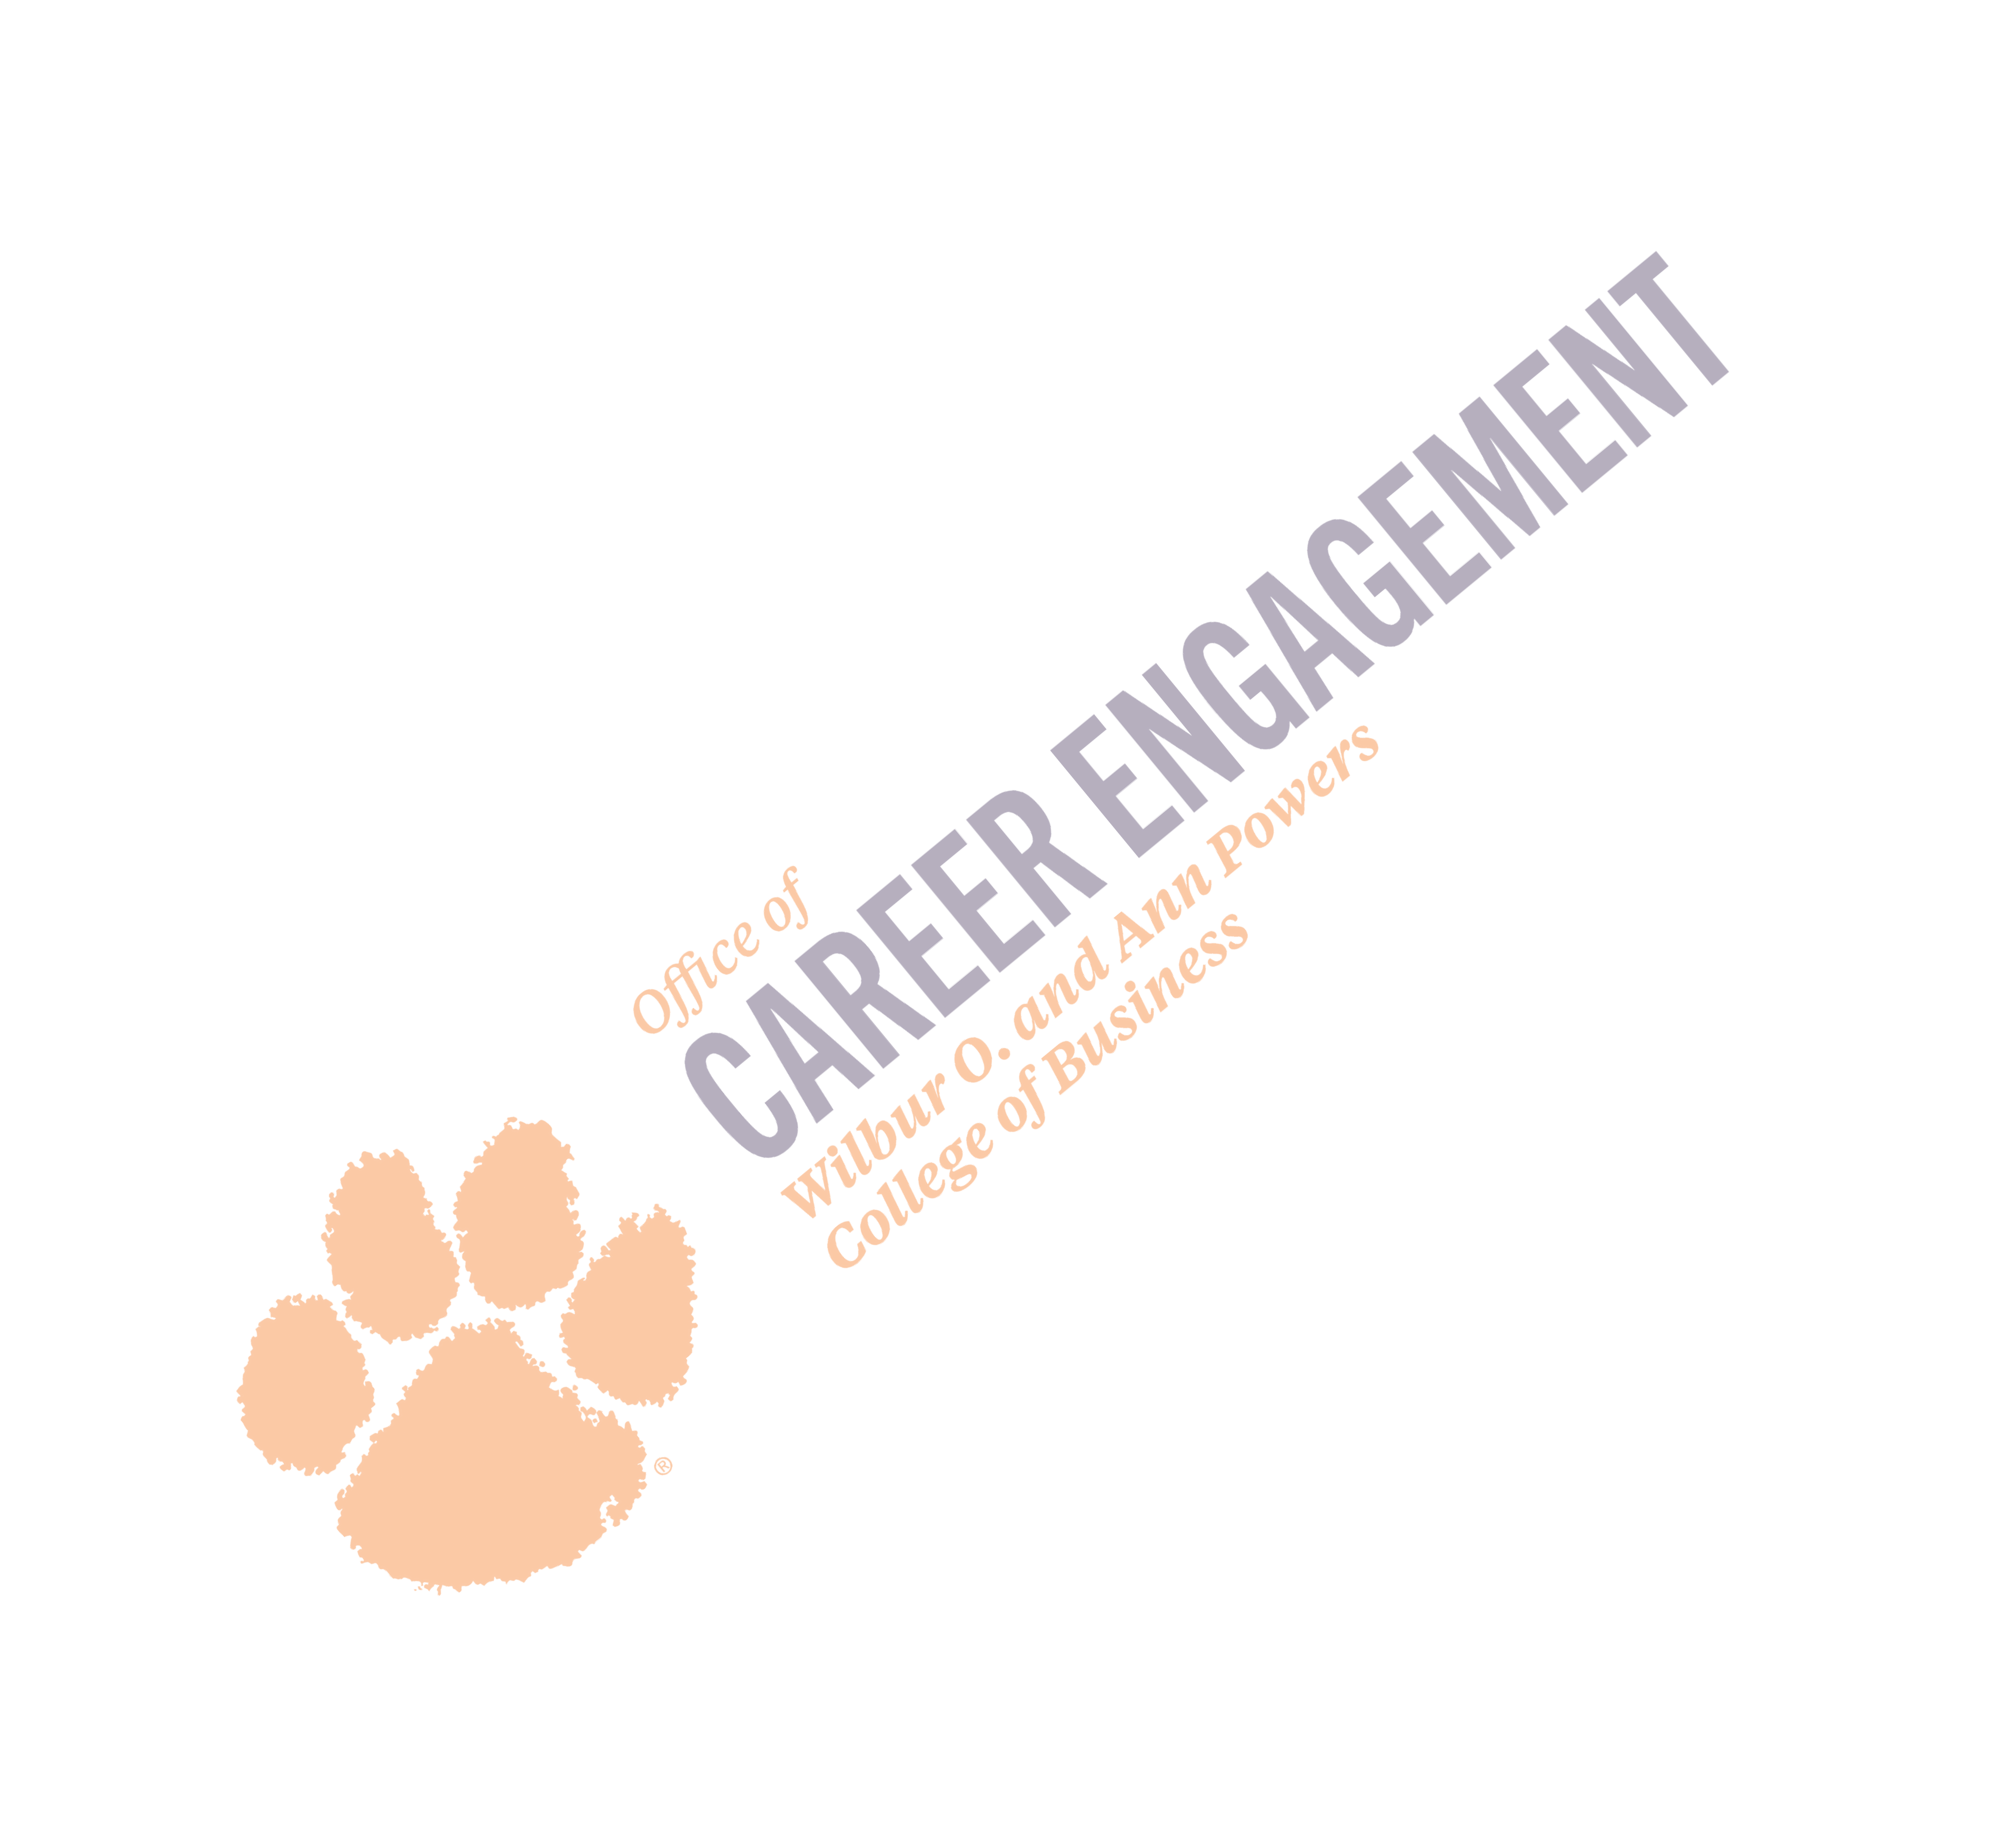 Office of
CAREER ENGAGEMENT
Wilbur O. and Ann Powers
College of Business
®